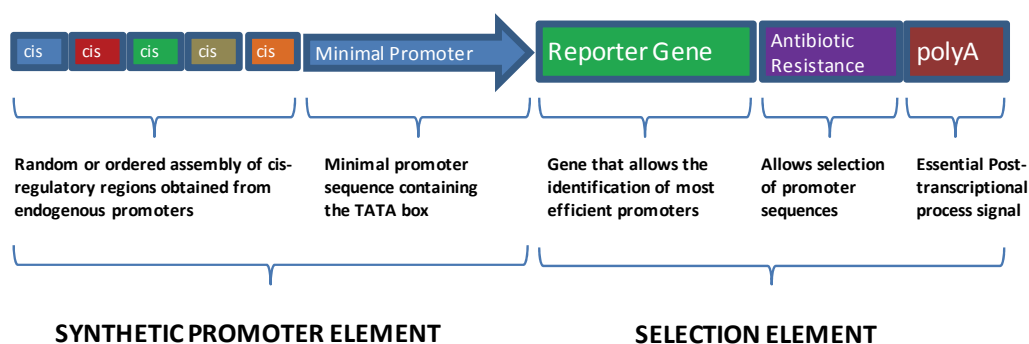 cis cis cis cis cis Minimal Promoter Reporter Gene Antibiotic Resistance polyA
Random or ordered assembly of cis-
regulatory regions obtained from
endogenous promoters
Minimal promoter
sequence containing
the TATA box
Gene that allows the
identification of most
efficient promoters
Allows selection
of promoter
sequences
Essential Post-
transcriptional
process signal
SYNTHETIC PROMOTER ELEMENT
SELECTION ELEMENT